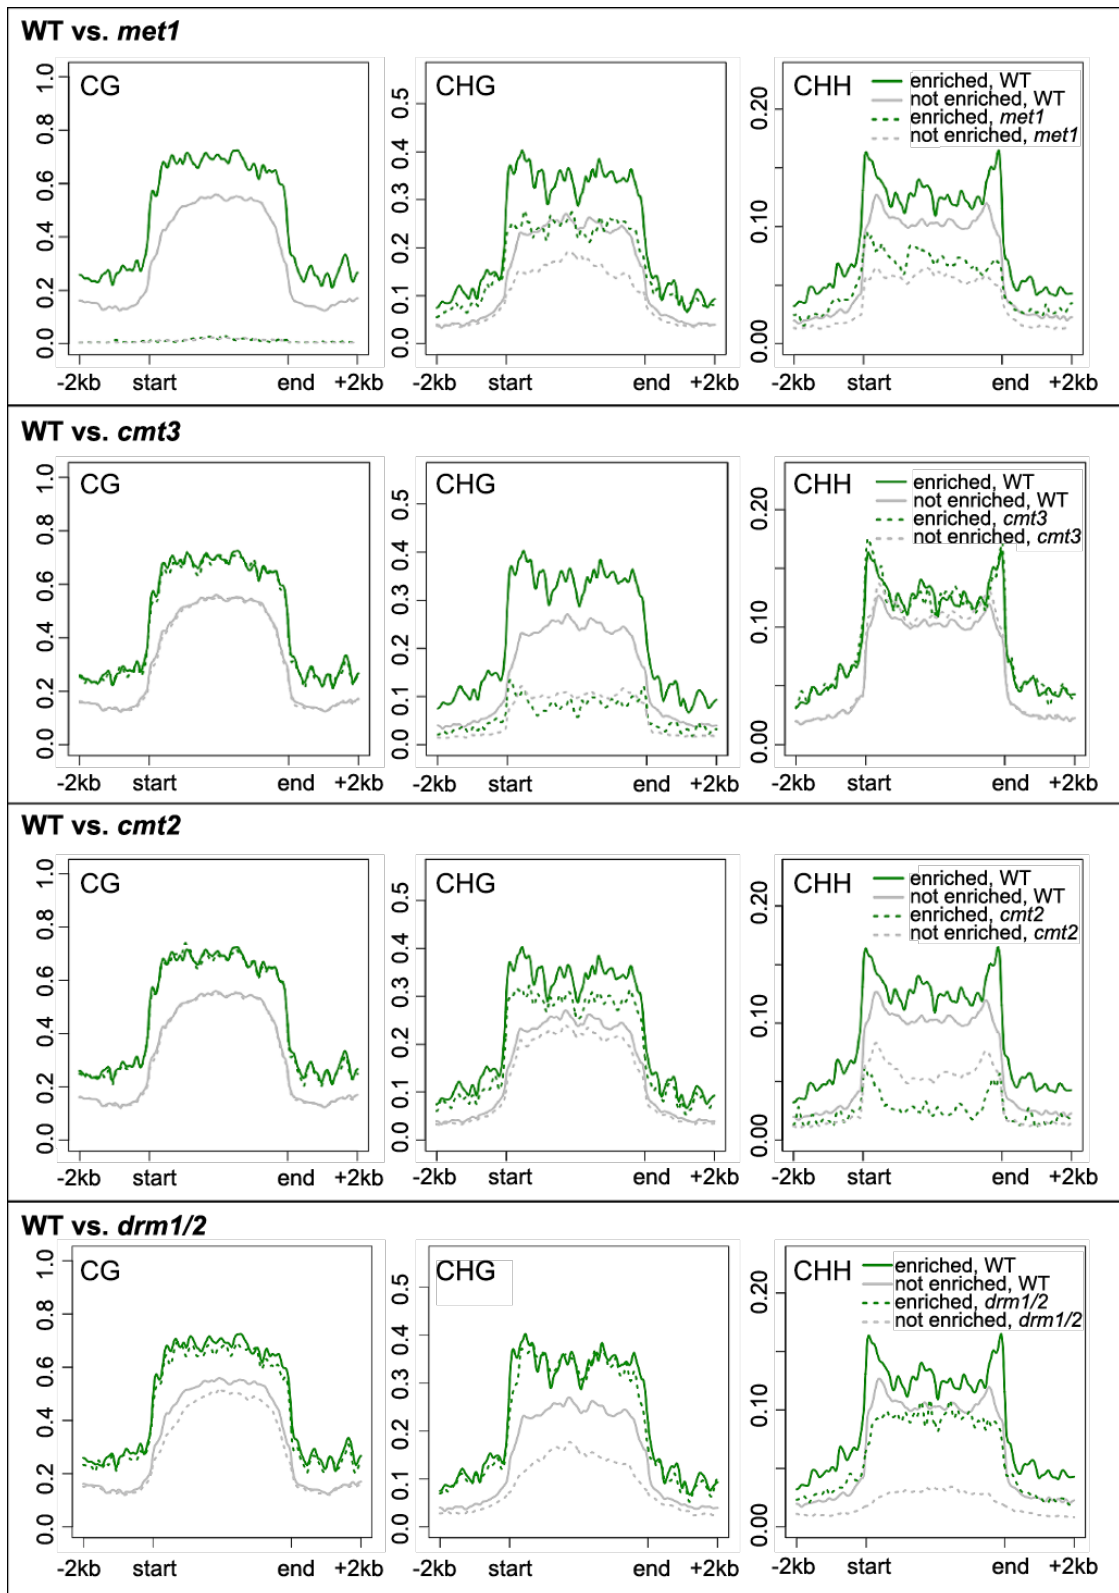 WT vs. met1
CG
1.0
0.8
0.6
0.4
0.2
0.0
-2kb start end +2kb
CHG
0.5
0.4
0.3
0.2
0.1
0.0
-2kb start end +2kb
CHH
enriched, WT
not enriched, WT
enriched, met1
not enriched, met1
0.20
0.10
0.00
-2kb start end +2kb
WT vs. cmt3
CG
1.0
0.8
0.6
0.4
0.2
0.0
-2kb start end +2kb
CHG
0.5
0.4
0.3
0.2
0.1
0.0
-2kb start end +2kb
CHH
enriched, WT
not enriched, WT
enriched, cmt3
not enriched, cmt3
0.20
0.10
0.00
-2kb start end +2kb
WT vs. cmt2
CG
1.0
0.8
0.6
0.4
0.2
0.0
-2kb start end +2kb
CHG
0.5
0.4
0.3
0.2
0.1
0.0
-2kb start end +2kb
CHH
enriched, WT
not enriched, WT
enriched, cmt2
not enriched, cmt2
0.20
0.10
0.00
-2kb start end +2kb
WT vs. drm1/2
CG
1.0
0.8
0.6
0.4
0.2
0.0
-2kb start end +2kb
CHG
0.5
0.4
0.3
0.2
0.1
0.0
-2kb start end +2kb
CHH
enriched, WT
not enriched, WT
enriched, drm1/2
not enriched, drm1/2
0.20
0.10
0.00
-2kb start end +2kb